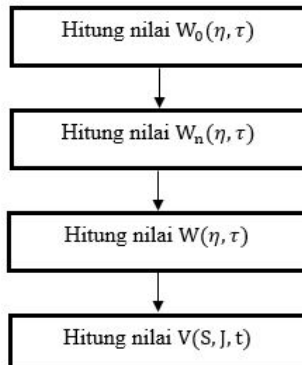 Hitung nilai W₀(η, τ)
Hitung nilai Wₙ(η, τ)
Hitung nilai W(η, τ)
Hitung nilai V(S, J, t)